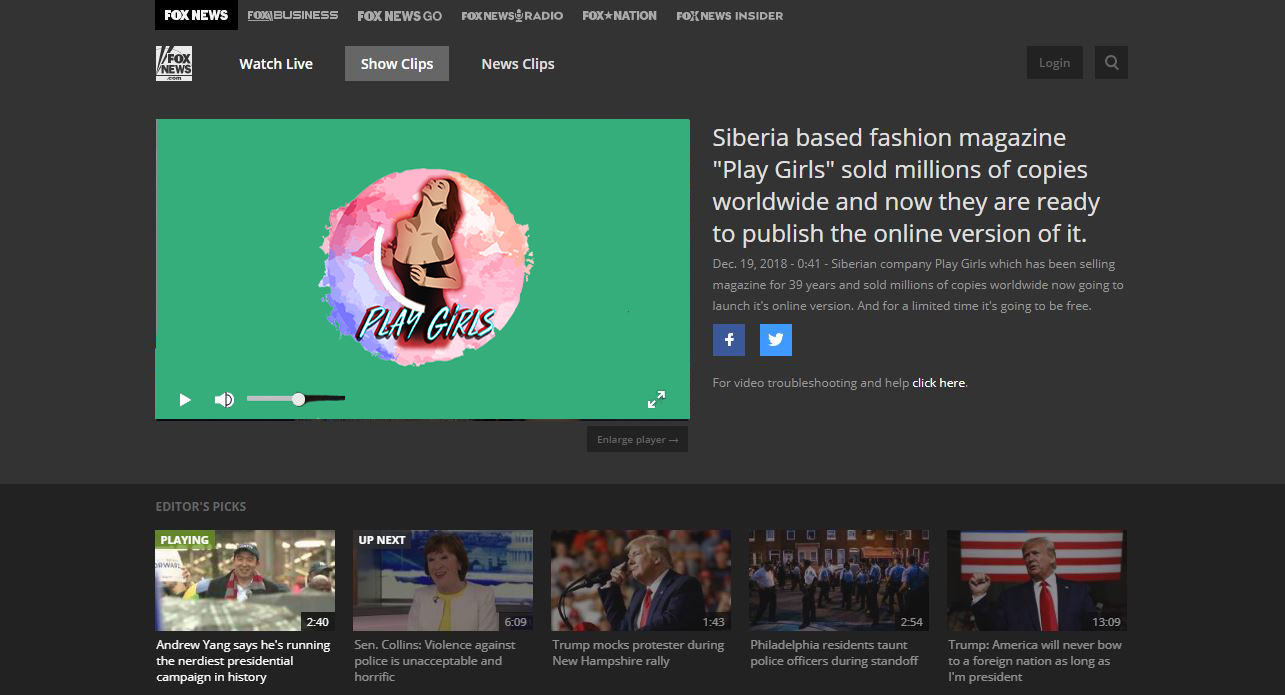 FOX NEWS FOX BUSINESS FOX NEWS GO FOX NEWS RADIO FOX★NATION FOX NEWS INSIDER
FOX
NEWS
.com
Watch Live Show Clips News Clips Login
Siberia based fashion magazine
"Play Girls" sold millions of copies
worldwide and now they are ready
to publish the online version of it.
Dec. 19, 2018 - 0:41 - Siberian company Play Girls which has been selling
magazine for 39 years and sold millions of copies worldwide now going to
launch it's online version. And for a limited time it's going to be free.
For video troubleshooting and help click here.
PLAY GIRLS
Enlarge player →
EDITOR'S PICKS
PLAYING
2:40
Andrew Yang says he's running
the nerdiest presidential
campaign in history
UP NEXT
6:09
Sen. Collins: Violence against
police is unacceptable and
horrific
1:43
Trump mocks protester during
New Hampshire rally
2:54
Philadelphia residents taunt
police officers during standoff
13:09
Trump: America will never bow
to a foreign nation as long as
I'm president